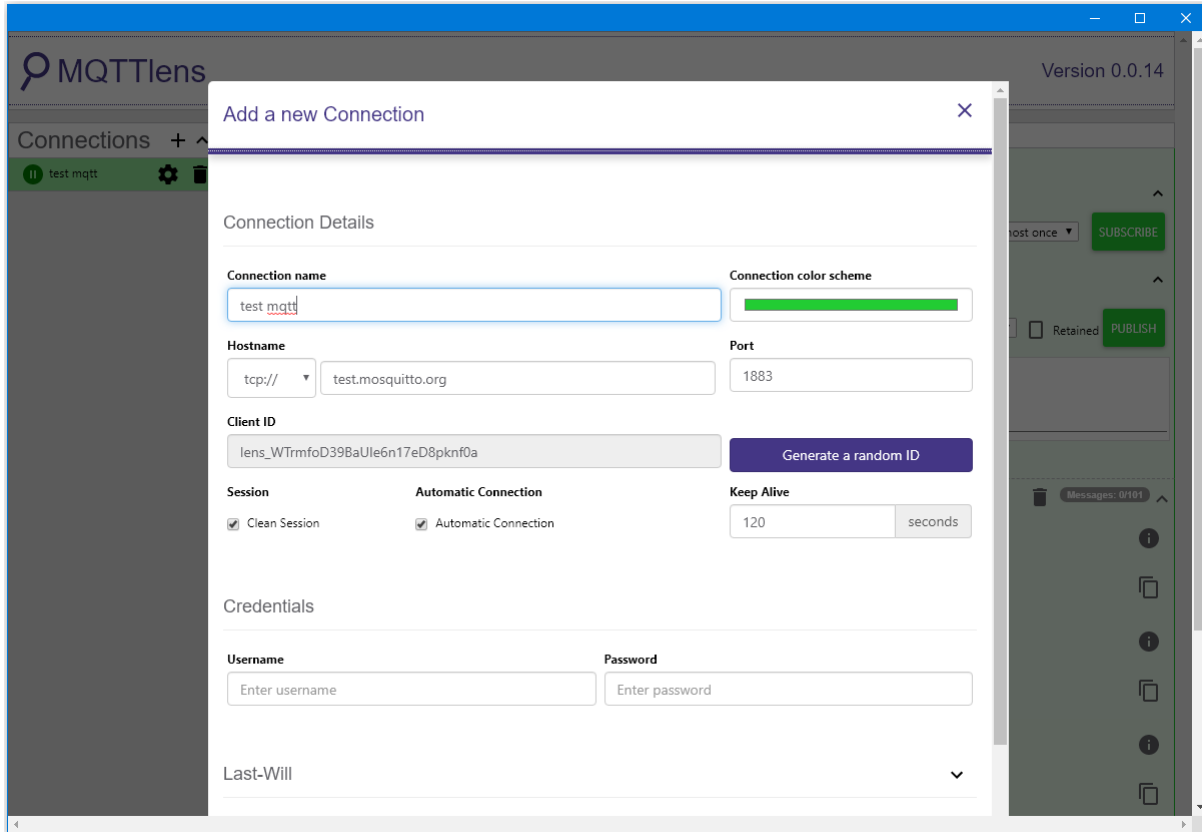 MQTTlens
Version 0.0.14
Connections
test mqtt
Add a new Connection
Connection Details
Connection name
Connection color scheme
test mqtt
Hostname
Port
tcp://
test.mosquitto.org
1883
Client ID
lens_WTrmfoD39BaUIe6n17eD8pknf0a
Generate a random ID
Session
Automatic Connection
Keep Alive
Clean Session
Automatic Connection
120
seconds
Credentials
Username
Password
Enter username
Enter password
Last-Will
once
SUBSCRIBE
Retained
PUBLISH
Messages: 0/101